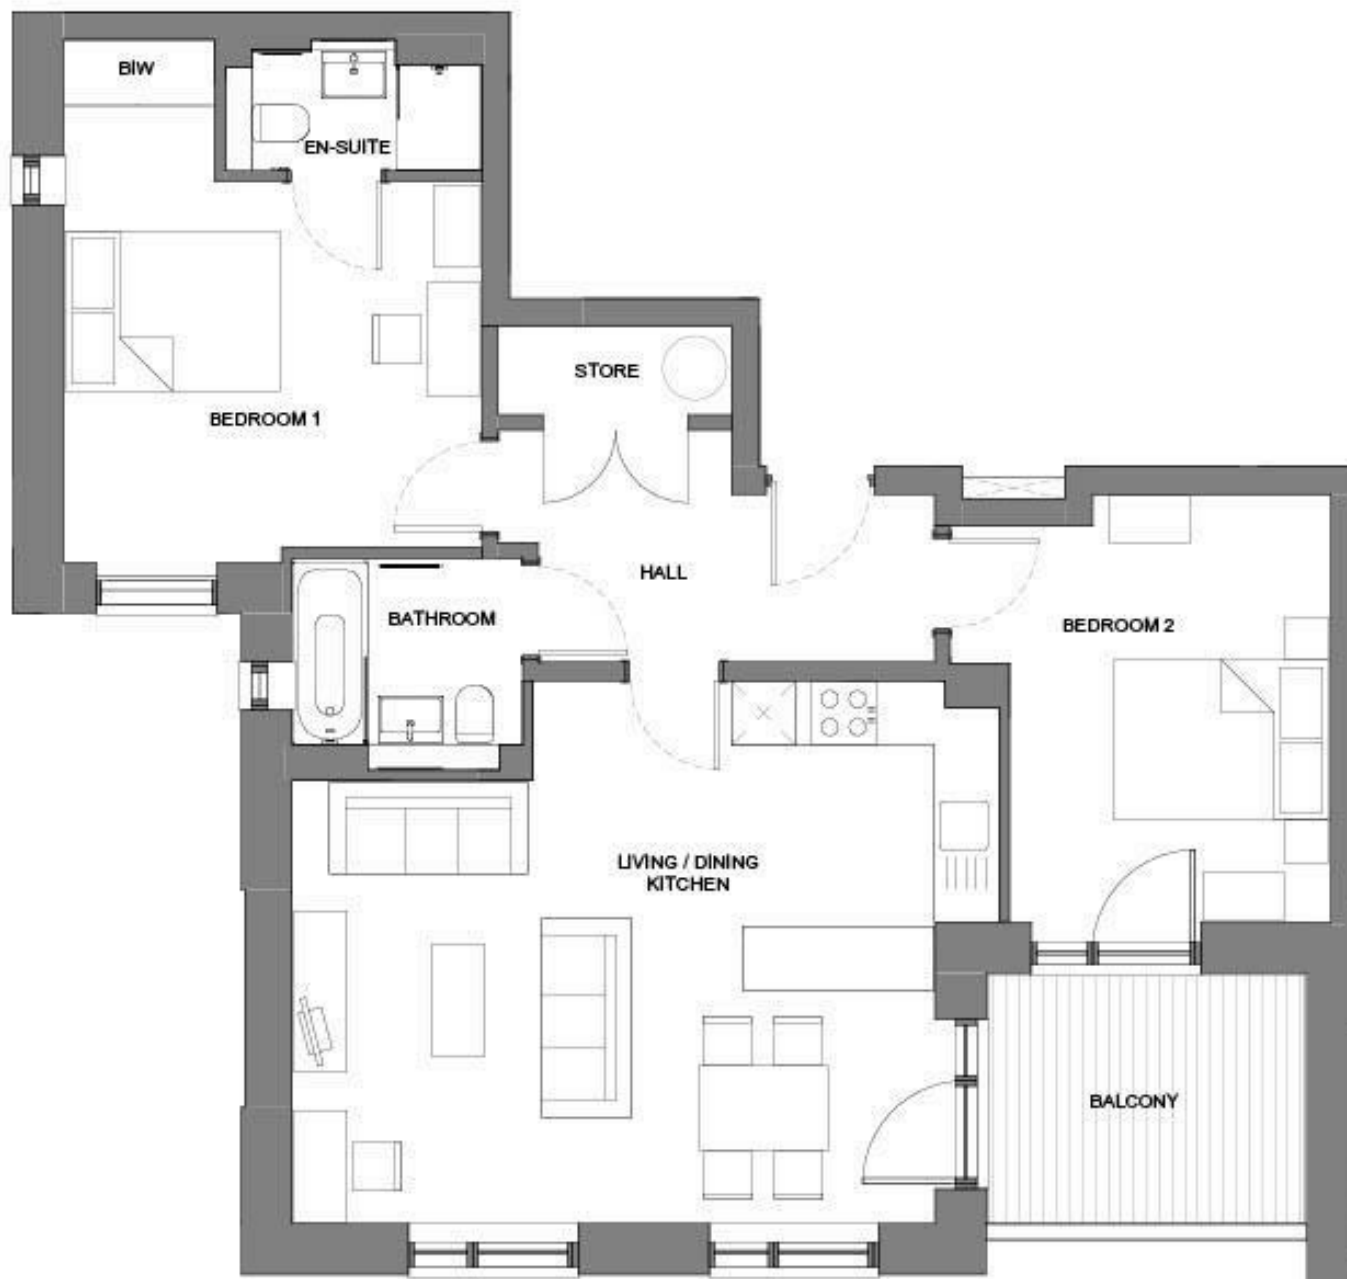 BIW
EN-SUITE
STORE
BEDROOM 1
HALL
BATHROOM
BEDROOM 2
LIVING / DINING
KITCHEN
BALCONY